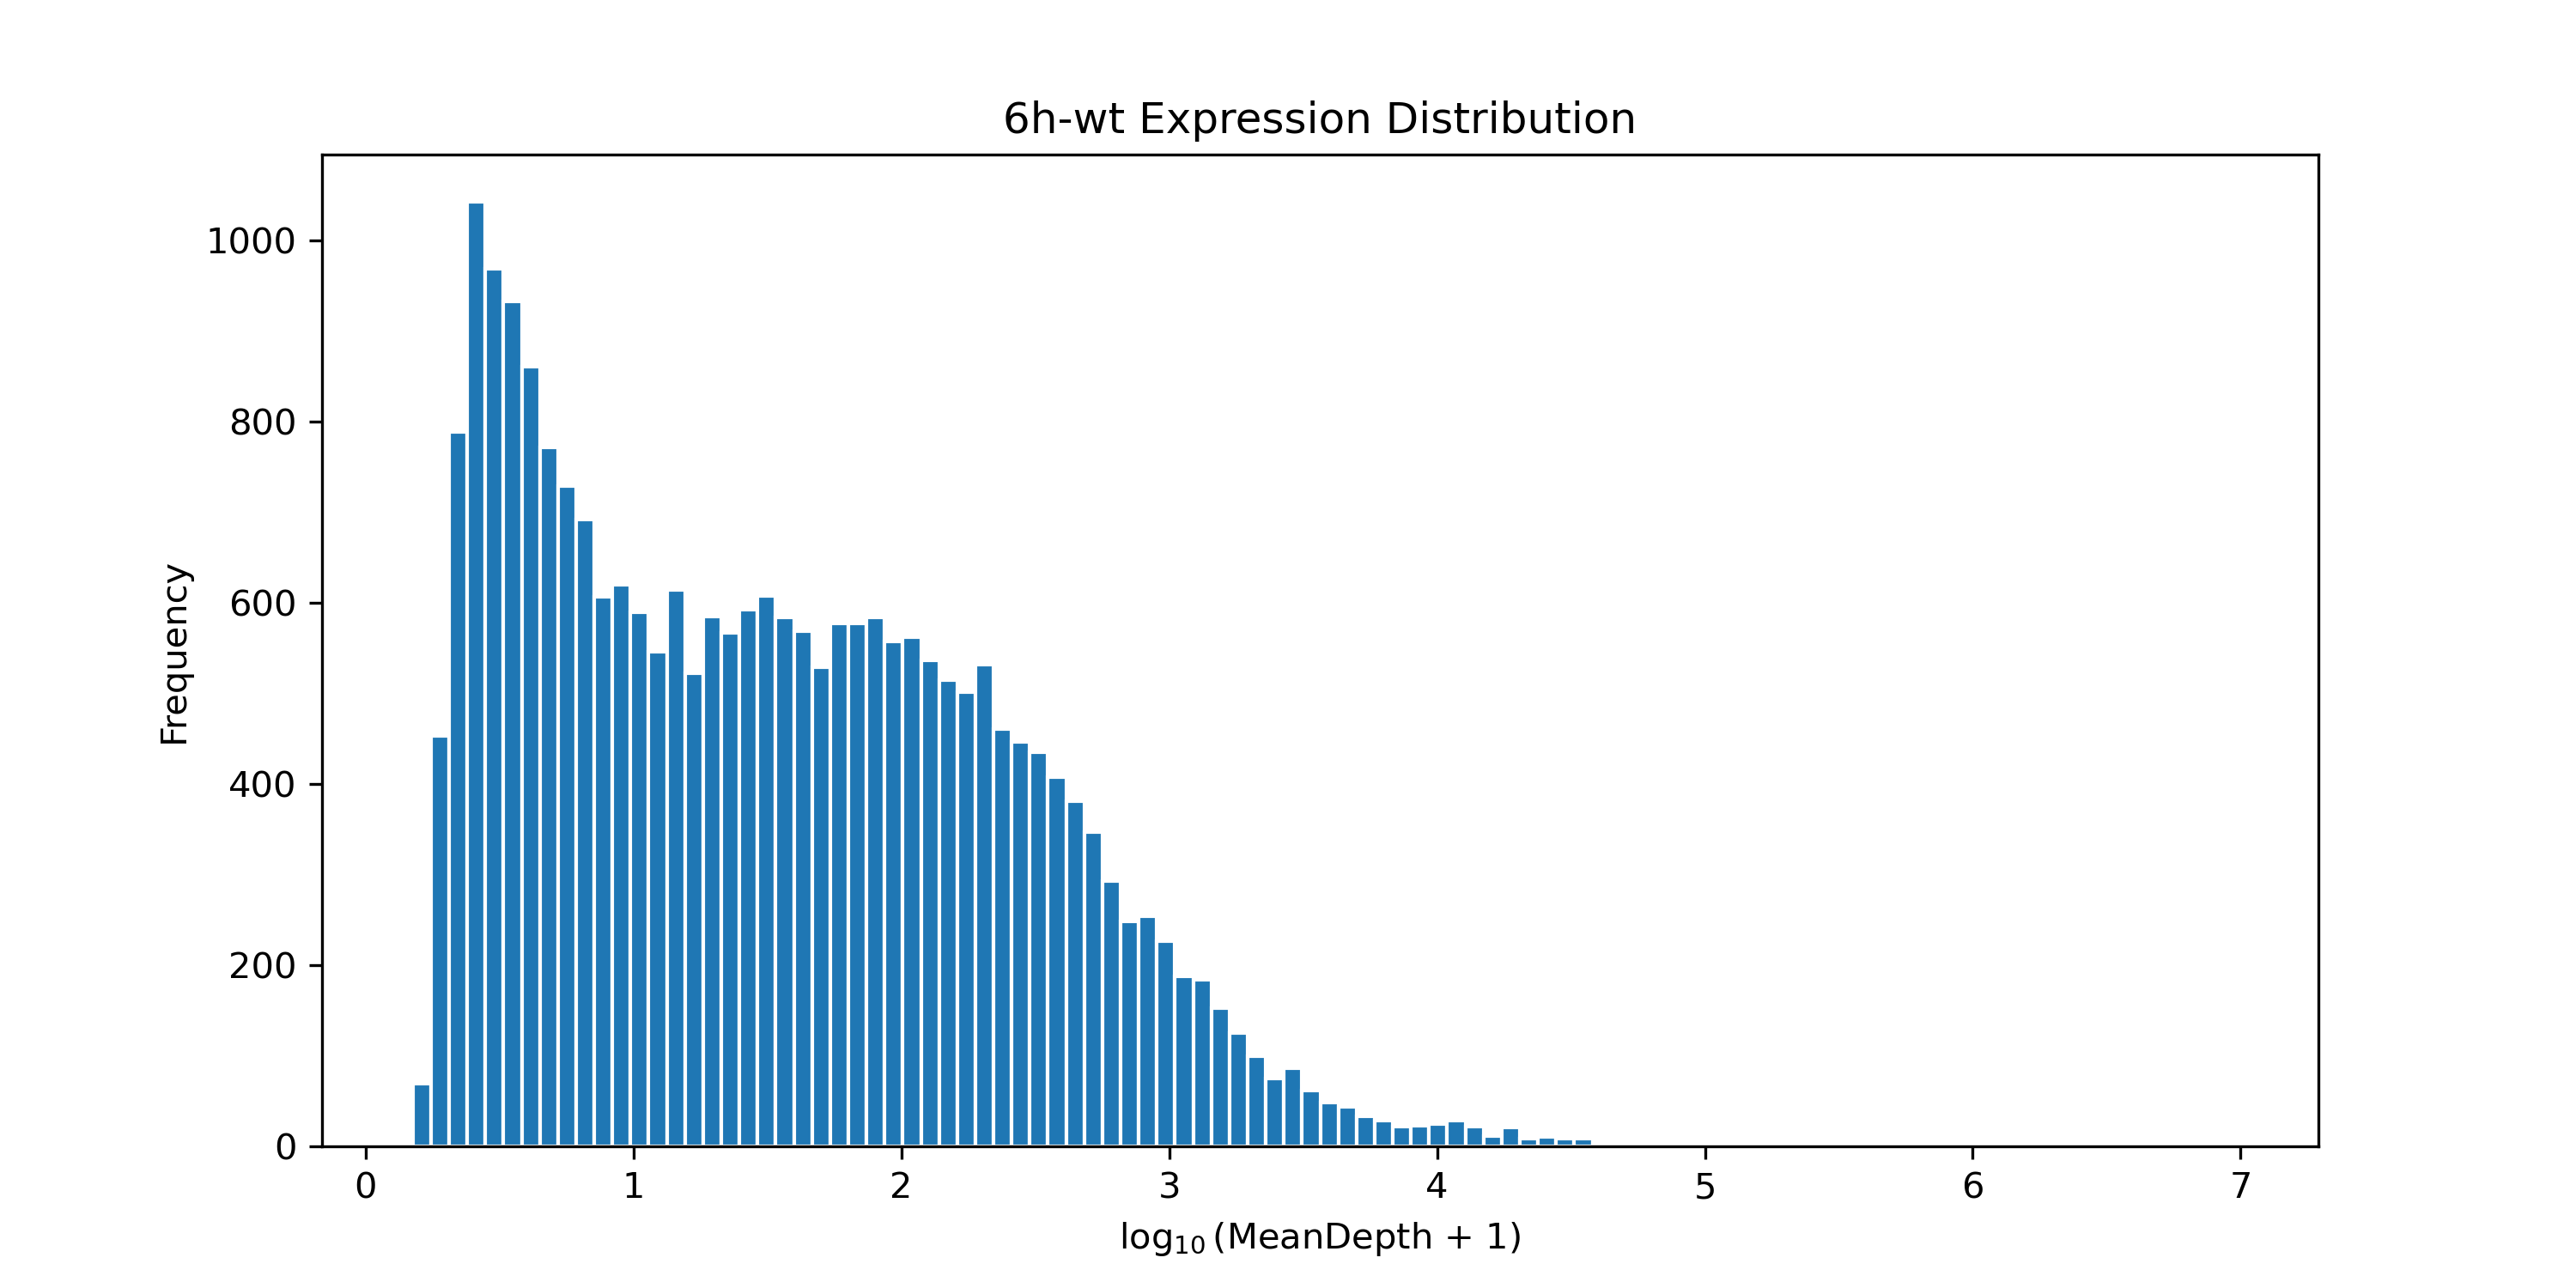 6h-wt Expression Distribution
Frequency
1000
800
600
400
200
0
0 1 2 3 4 5 6 7
log₁₀(MeanDepth + 1)